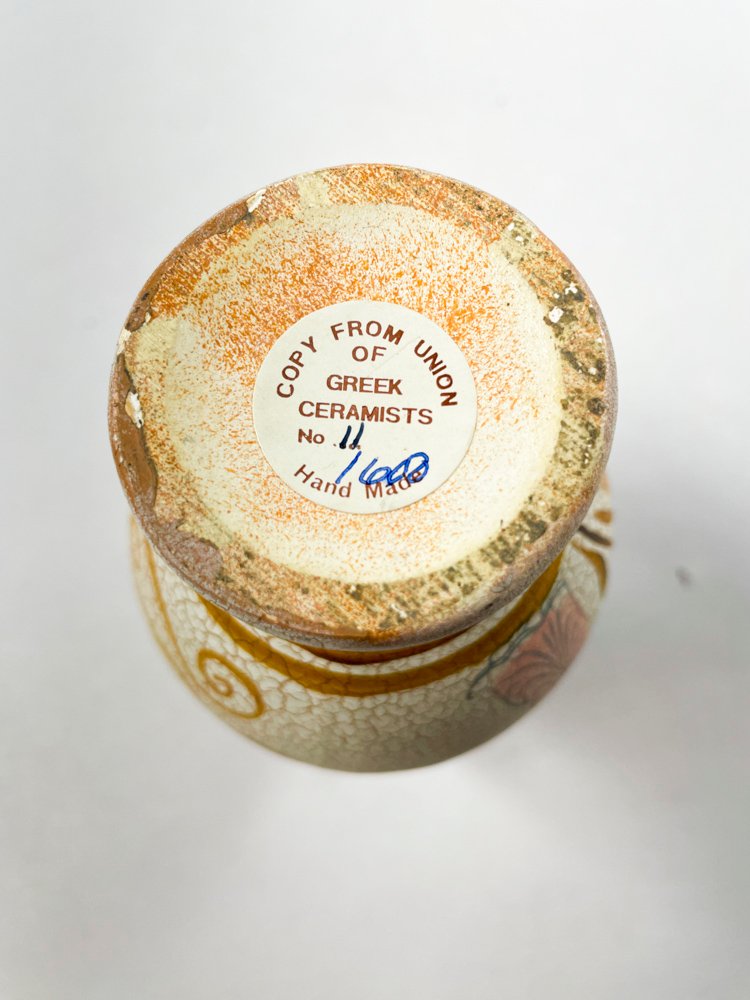 COPY FROM UNION
OF
GREEK
CERAMISTS
No 11
1600
Hand Made